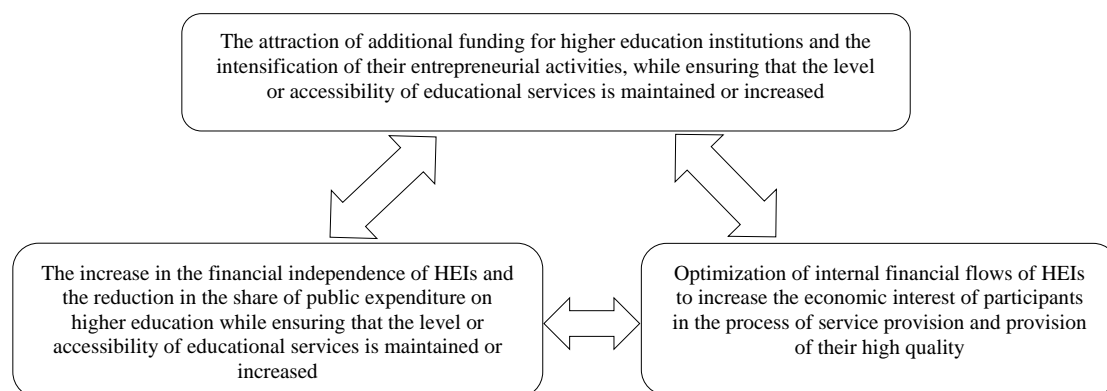 The attraction of additional funding for higher education institutions and the
intensification of their entrepreneurial activities, while ensuring that the level
or accessibility of educational services is maintained or increased
The increase in the financial independence of HEIs and
the reduction in the share of public expenditure on
higher education while ensuring that the level or
accessibility of educational services is maintained or
increased
Optimization of internal financial flows of HEIs
to increase the economic interest of participants
in the process of service provision and provision
of their high quality